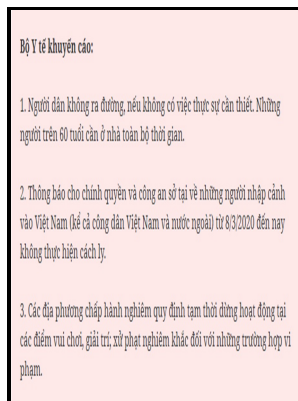 Bộ Y tế khuyến cáo:
1. Người dân không ra đường, nếu không có việc thực sự cần thiết. Những
người trên 60 tuổi cần ở nhà toàn bộ thời gian.
2. Thông báo cho chính quyền và công an sở tại về những người nhập cảnh
vào Việt Nam (kể cả công dân Việt Nam và nước ngoài) từ 8/3/2020 đến nay
không thực hiện cách ly.
3. Các địa phương chấp hành nghiêm quy định tạm thời dừng hoạt động tại
các điểm vui chơi, giải trí; xử phạt nghiêm khắc đối với những trường hợp vi
phạm.